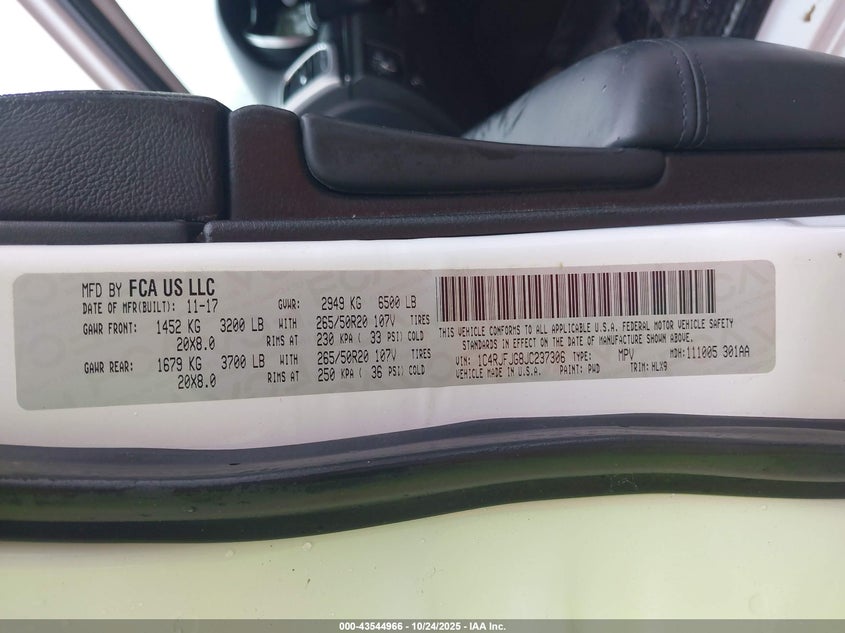 MFD BY FCA US LLC
DATE OF MFR(BUILT): 11-17 GVWR: 2949 KG 6500 LB
GAWR FRONT: 1452 KG 3200 LB WITH 265/50R20 107V TIRES
20X8.0 RIMS AT 230 KPA ( 33 PSI) COLD
GAWR REAR: 1679 KG 3700 LB WITH 265/50R20 107V TIRES
20X8.0 RIMS AT 250 KPA ( 36 PSI) COLD
THIS VEHICLE CONFORMS TO ALL APPLICABLE U.S.A. FEDERAL MOTOR VEHICLE SAFETY
STANDARDS IN EFFECT ON THE DATE OF MANUFACTURE SHOWN ABOVE.
VIN: 1C4RJFJG8JC237306 TYPE: MPV MDH:111005 301AA
VEHICLE MADE IN U.S.A. PAINT: PWD TRIM: HLX9
000-43544966 - 10/24/2025 - IAA Inc.